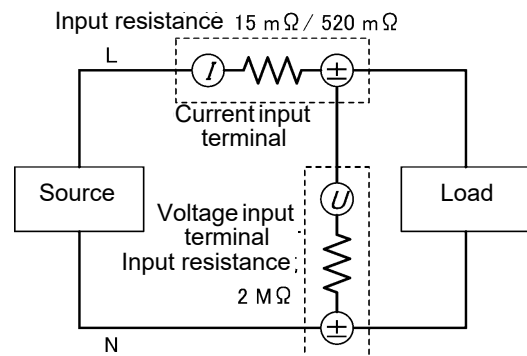 Input resistance 15 mΩ/ 520 mΩ
L
I
±
Current input
terminal
Source
Load
U
Voltage input
terminal
Input resistance
2 MΩ
±
N